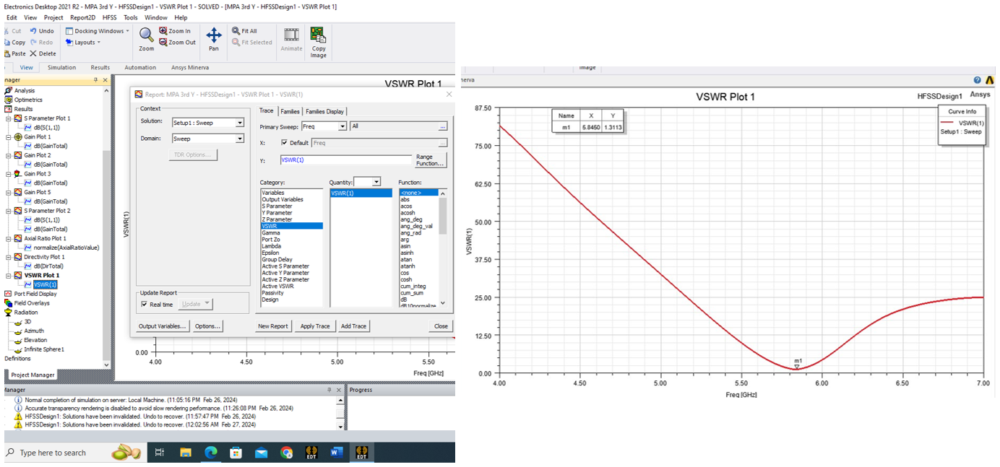 Electronics Desktop 2021 R2 - MPA 3rd Y - HFSSDesign1 - VSWR Plot 1 - SOLVED - [MPA 3rd Y - HFSSDesign1 - VSWR Plot 1]
Edit View Project Report2D HFSS Tools Window Help
Cut Undo Docking Windows Zoom In Fit All
Copy Redo Layouts Zoom Out Fit Selected
Paste Delete Zoom Pan Animate Copy Image
View Simulation Results Automation Ansys Minerva
nager
Analysis
Optimetrics
Results
S Parameter Plot 1
dB(S(1,1))
Gain Plot 1
dB(GainTotal)
Gain Plot 2
dB(GainTotal)
Gain Plot 3
dB(GainTotal)
Gain Plot 5
dB(GainTotal)
S Parameter Plot 2
dB(S(1,1))
dB(GainTotal)
Axial Ratio Plot 1
normalize(AxialRatioValue)
Directivity Plot 1
dB(DirTotal)
VSWR Plot 1
VSWR(1)
Port Field Display
Field Overlays
Radiation
3D
Azimuth
Elevation
Infinite Sphere1
Definitions
Project Manager
VSWR Plot 1
Report: MPA 3rd Y - HFSSDesign1 - VSWR Plot 1 - VSWR(1)
Context
Solution: Setup1 : Sweep
Domain: Sweep
TDR Options...
Update Report
Real time Update
Output Variables... Options...
Trace Families Families Display
Primary Sweep: Freq All ...
X: Default Freq ...
Y: VSWR(1) Range Function...
Category: Quantity: Function:
Variables
Output Variables
S Parameter
Y Parameter
Z Parameter
VSWR
Gamma
Port Zo
Lambda
Epsilon
Group Delay
Active S Parameter
Active Y Parameter
Active Z Parameter
Active VSWR
Passivity
Design
VSWR(1)
<none>
abs
acos
acosh
ang_deg
ang_deg_val
ang_rad
arg
asin
asinh
atan
atanh
cos
cosh
cum_integ
cum_sum
dB
dB10normalize
New Report Apply Trace Add Trace Close
VSWR(1)
0.00
4.00 4.50 5.00 5.50
Freq [GHz]
Manager
Normal completion of simulation on server: Local Machine. (11:05:16 PM Feb 26, 2024)
Accurate transparency rendering is disabled to avoid slow rendering performance. (11:26:08 PM Feb 26, 2024)
HFSSDesign1: Solutions have been invalidated. Undo to recover. (11:57:47 PM Feb 26, 2024)
HFSSDesign1: Solutions have been invalidated. Undo to recover. (12:02:56 AM Feb 27, 2024)
Progress
Type here to search
EDT EDT
Image
nerva
VSWR Plot 1
HFSSDesign1 Ansys
Name X Y
m1 5.8450 1.3113
Curve Info
VSWR(1)
Setup1 : Sweep
87.50
75.00
62.50
50.00
37.50
25.00
12.50
0.00
VSWR(1)
m1
4.00 4.50 5.00 5.50 6.00 6.50 7.00
Freq [GHz]